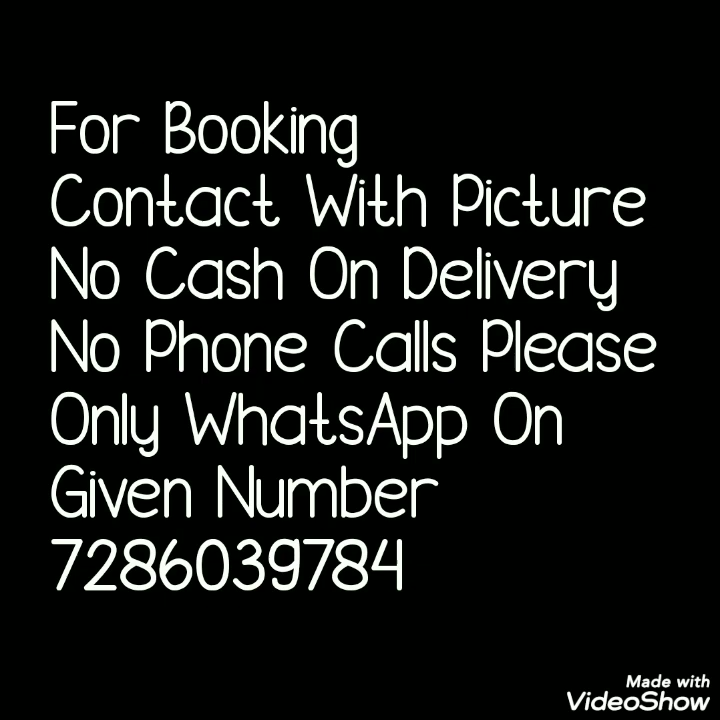 For Booking
Contact With Picture
No Cash On Delivery
No Phone Calls Please
Only WhatsApp On
Given Number
7286039784
Made with
VideoShow